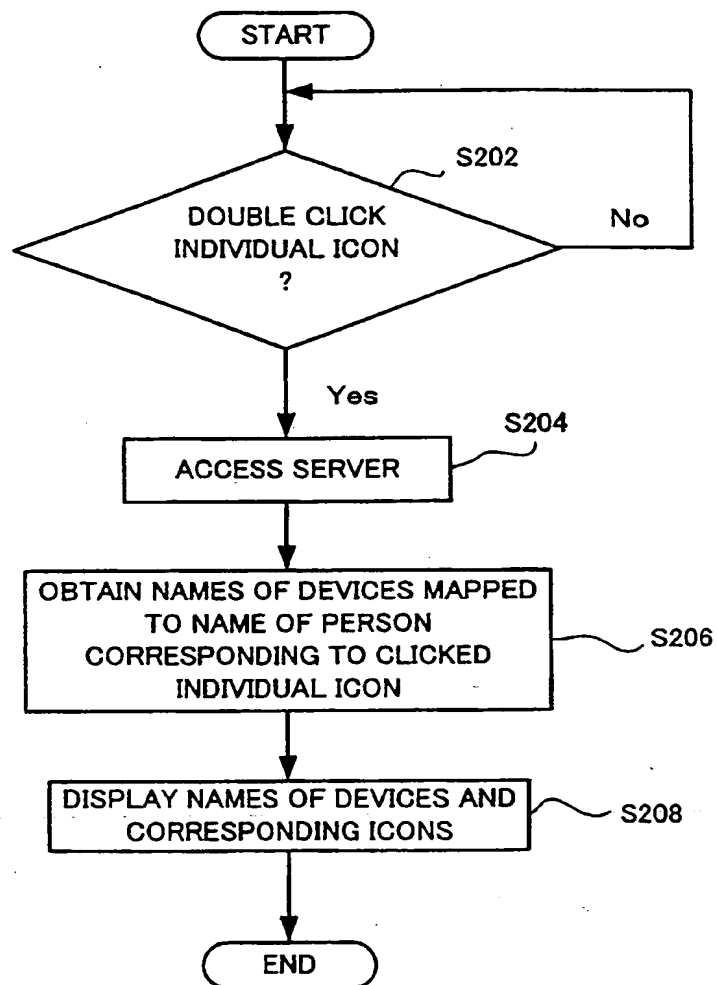 START
S202
DOUBLE CLICK
INDIVIDUAL ICON
?
No
Yes
S204
ACCESS SERVER
OBTAIN NAMES OF DEVICES MAPPED
TO NAME OF PERSON
CORRESPONDING TO CLICKED
INDIVIDUAL ICON
S206
DISPLAY NAMES OF DEVICES AND
CORRESPONDING ICONS
S208
END